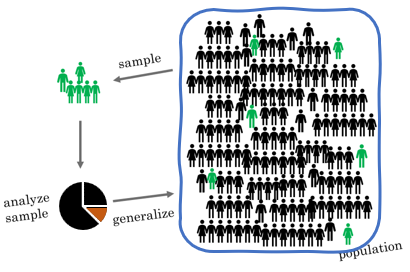 sample
analyze
sample
generalize
population